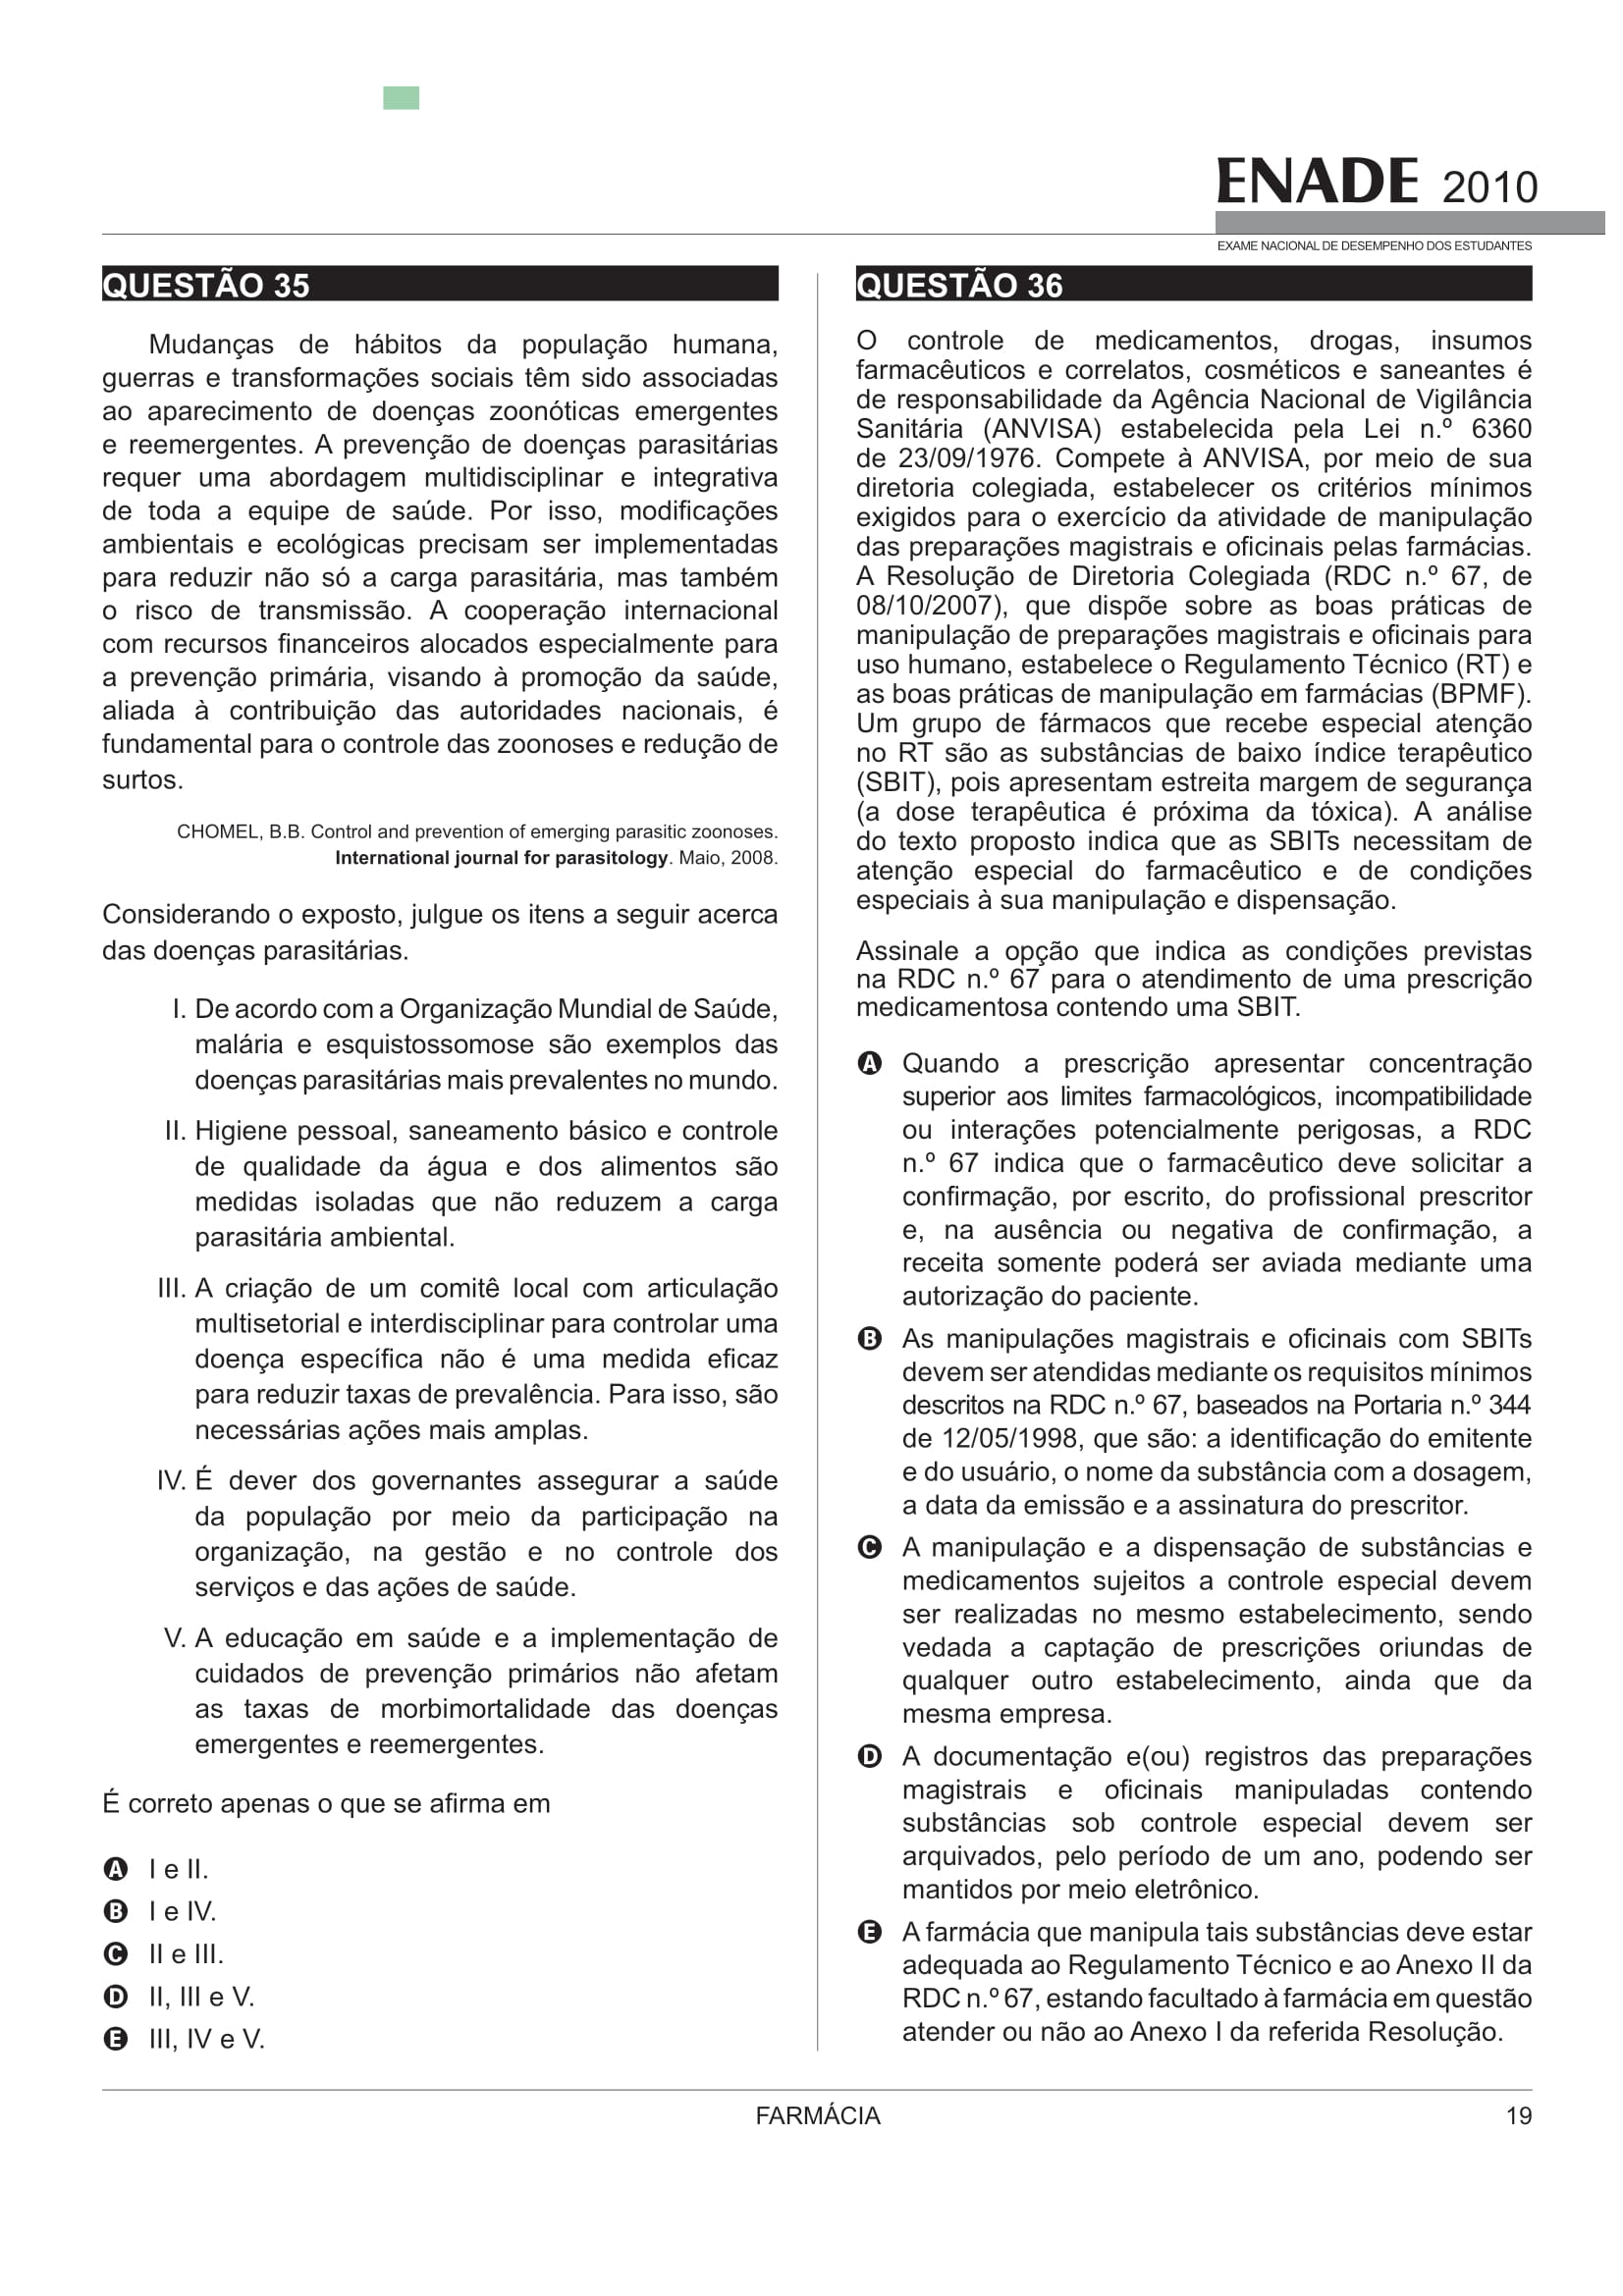 ENADE 2010
EXAME NACIONAL DE DESEMPENHO DOS ESTUDANTES
QUESTÃO 35
Mudanças de hábitos da população humana,
guerras e transformações sociais têm sido associadas
ao aparecimento de doenças zoonóticas emergentes
e reemergentes. A prevenção de doenças parasitárias
requer uma abordagem multidisciplinar e integrativa
de toda a equipe de saúde. Por isso, modificações
ambientais e ecológicas precisam ser implementadas
para reduzir não só a carga parasitária, mas também
o risco de transmissão. A cooperação internacional
com recursos financeiros alocados especialmente para
a prevenção primária, visando à promoção da saúde,
aliada à contribuição das autoridades nacionais, é
fundamental para o controle das zoonoses e redução de
surtos.
CHOMEL, B.B. Control and prevention of emerging parasitic zoonoses.
International journal for parasitology. Maio, 2008.
Considerando o exposto, julgue os itens a seguir acerca
das doenças parasitárias.
I. De acordo com a Organização Mundial de Saúde,
malária e esquistossomose são exemplos das
doenças parasitárias mais prevalentes no mundo.
II. Higiene pessoal, saneamento básico e controle
de qualidade da água e dos alimentos são
medidas isoladas que não reduzem a carga
parasitária ambiental.
III. A criação de um comitê local com articulação
multisetorial e interdisciplinar para controlar uma
doença específica não é uma medida eficaz
para reduzir taxas de prevalência. Para isso, são
necessárias ações mais amplas.
IV. É dever dos governantes assegurar a saúde
da população por meio da participação na
organização, na gestão e no controle dos
serviços e das ações de saúde.
V. A educação em saúde e a implementação de
cuidados de prevenção primários não afetam
as taxas de morbimortalidade das doenças
emergentes e reemergentes.
É correto apenas o que se afirma em
A I e II.
B I e IV.
C II e III.
D II, III e V.
E III, IV e V.
QUESTÃO 36
O controle de medicamentos, drogas, insumos
farmacêuticos e correlatos, cosméticos e saneantes é
de responsabilidade da Agência Nacional de Vigilância
Sanitária (ANVISA) estabelecida pela Lei n.º 6360
de 23/09/1976. Compete à ANVISA, por meio de sua
diretoria colegiada, estabelecer os critérios mínimos
exigidos para o exercício da atividade de manipulação
das preparações magistrais e oficinais pelas farmácias.
A Resolução de Diretoria Colegiada (RDC n.º 67, de
08/10/2007), que dispõe sobre as boas práticas de
manipulação de preparações magistrais e oficinais para
uso humano, estabelece o Regulamento Técnico (RT) e
as boas práticas de manipulação em farmácias (BPMF).
Um grupo de fármacos que recebe especial atenção
no RT são as substâncias de baixo índice terapêutico
(SBIT), pois apresentam estreita margem de segurança
(a dose terapêutica é próxima da tóxica). A análise
do texto proposto indica que as SBITs necessitam de
atenção especial do farmacêutico e de condições
especiais à sua manipulação e dispensação.
Assinale a opção que indica as condições previstas
na RDC n.º 67 para o atendimento de uma prescrição
medicamentosa contendo uma SBIT.
A Quando a prescrição apresentar concentração
superior aos limites farmacológicos, incompatibilidade
ou interações potencialmente perigosas, a RDC
n.º 67 indica que o farmacêutico deve solicitar a
confirmação, por escrito, do profissional prescritor
e, na ausência ou negativa de confirmação, a
receita somente poderá ser aviada mediante uma
autorização do paciente.
B As manipulações magistrais e oficinais com SBITs
devem ser atendidas mediante os requisitos mínimos
descritos na RDC n.º 67, baseados na Portaria n.º 344
de 12/05/1998, que são: a identificação do emitente
e do usuário, o nome da substância com a dosagem,
a data da emissão e a assinatura do prescritor.
C A manipulação e a dispensação de substâncias e
medicamentos sujeitos a controle especial devem
ser realizadas no mesmo estabelecimento, sendo
vedada a captação de prescrições oriundas de
qualquer outro estabelecimento, ainda que da
mesma empresa.
D A documentação e(ou) registros das preparações
magistrais e oficinais manipuladas contendo
substâncias sob controle especial devem ser
arquivados, pelo período de um ano, podendo ser
mantidos por meio eletrônico.
E A farmácia que manipula tais substâncias deve estar
adequada ao Regulamento Técnico e ao Anexo II da
RDC n.º 67, estando facultado à farmácia em questão
atender ou não ao Anexo I da referida Resolução.
FARMÁCIA
19